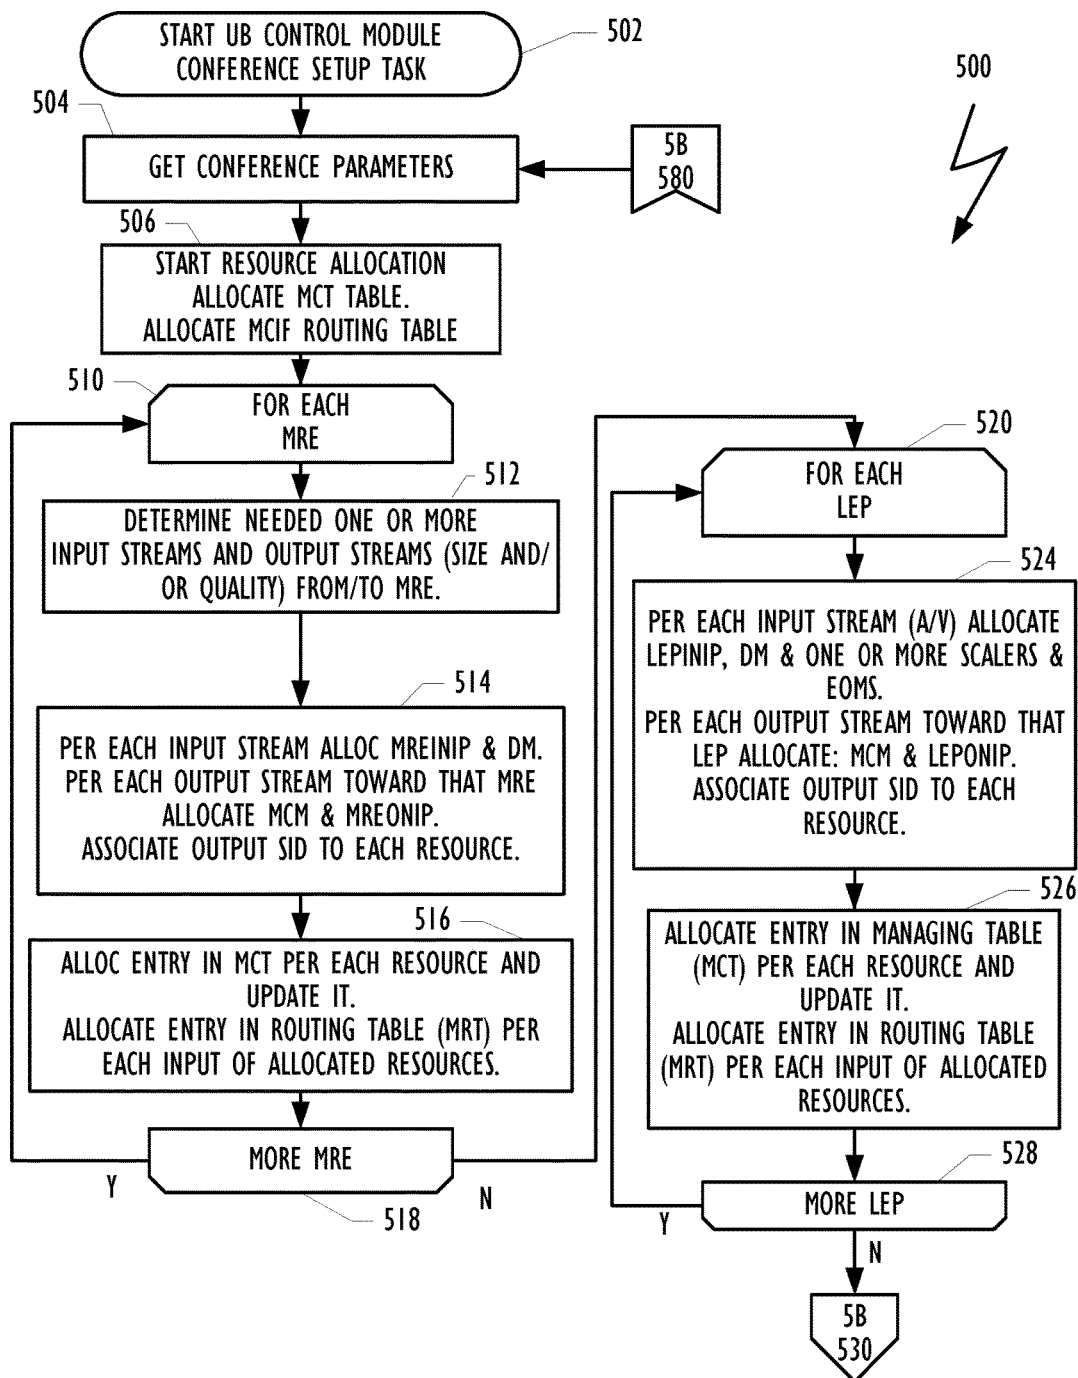 START UB CONTROL MODULE
CONFERENCE SETUP TASK
502
500
504
GET CONFERENCE PARAMETERS
5B
580
506
START RESOURCE ALLOCATION
ALLOCATE MCT TABLE.
ALLOCATE MCIF ROUTING TABLE
510
FOR EACH
MRE
512
DETERMINE NEEDED ONE OR MORE
INPUT STREAMS AND OUTPUT STREAMS (SIZE AND/
OR QUALITY) FROM/TO MRE.
514
PER EACH INPUT STREAM ALLOC MREINIP & DM.
PER EACH OUTPUT STREAM TOWARD THAT MRE
ALLOCATE MCM & MREONIP.
ASSOCIATE OUTPUT SID TO EACH RESOURCE.
516
ALLOC ENTRY IN MCT PER EACH RESOURCE AND
UPDATE IT.
ALLOCATE ENTRY IN ROUTING TABLE (MRT) PER
EACH INPUT OF ALLOCATED RESOURCES.
MORE MRE
Y
N
518
520
FOR EACH
LEP
524
PER EACH INPUT STREAM (A/V) ALLOCATE
LEPINIP, DM & ONE OR MORE SCALERS &
EOMS.
PER EACH OUTPUT STREAM TOWARD THAT
LEP ALLOCATE: MCM & LEPONIP.
ASSOCIATE OUTPUT SID TO EACH
RESOURCE.
526
ALLOCATE ENTRY IN MANAGING TABLE
(MCT) PER EACH RESOURCE AND
UPDATE IT.
ALLOCATE ENTRY IN ROUTING TABLE
(MRT) PER EACH INPUT OF ALLOCATED
RESOURCES.
528
MORE LEP
Y
N
5B
530